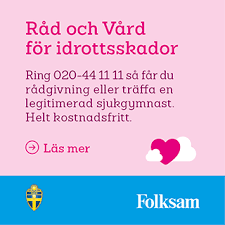 Råd och Vård
för idrottsskador
Ring 020-44 11 11 så får du
rådgivning eller träffa en
legitimerad sjukgymnast.
Helt kostnadsfritt.
Läs mer
Folksam